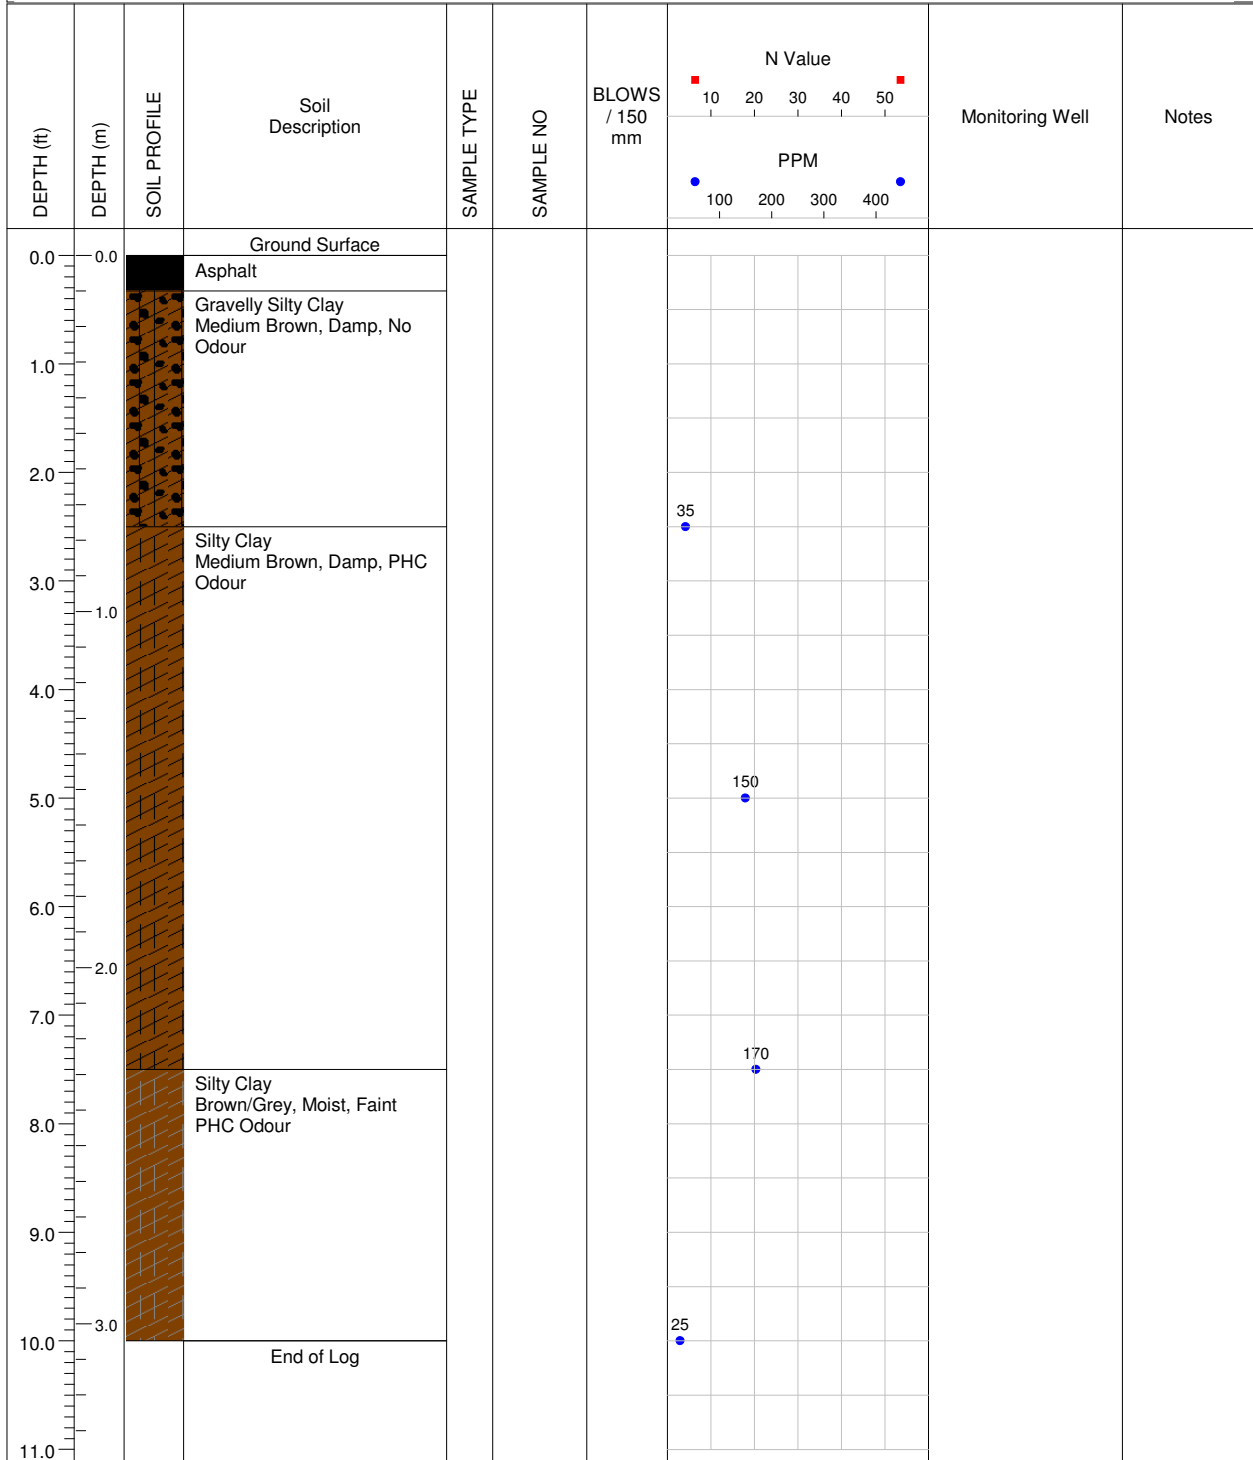 DEPTH (ft)
DEPTH (m)
SOIL PROFILE
Soil
Description
SAMPLE TYPE
SAMPLE NO
BLOWS
/ 150
mm
N Value
10 20 30 40 50
PPM
100 200 300 400
Monitoring Well
Notes
Ground Surface
0.0 0.0
Asphalt
Gravelly Silty Clay
Medium Brown, Damp, No
Odour
1.0
2.0
35
Silty Clay
Medium Brown, Damp, PHC
Odour
3.0
1.0
4.0
150
5.0
6.0
2.0
7.0
170
Silty Clay
Brown/Grey, Moist, Faint
PHC Odour
8.0
9.0
3.0
25
10.0
End of Log
11.0